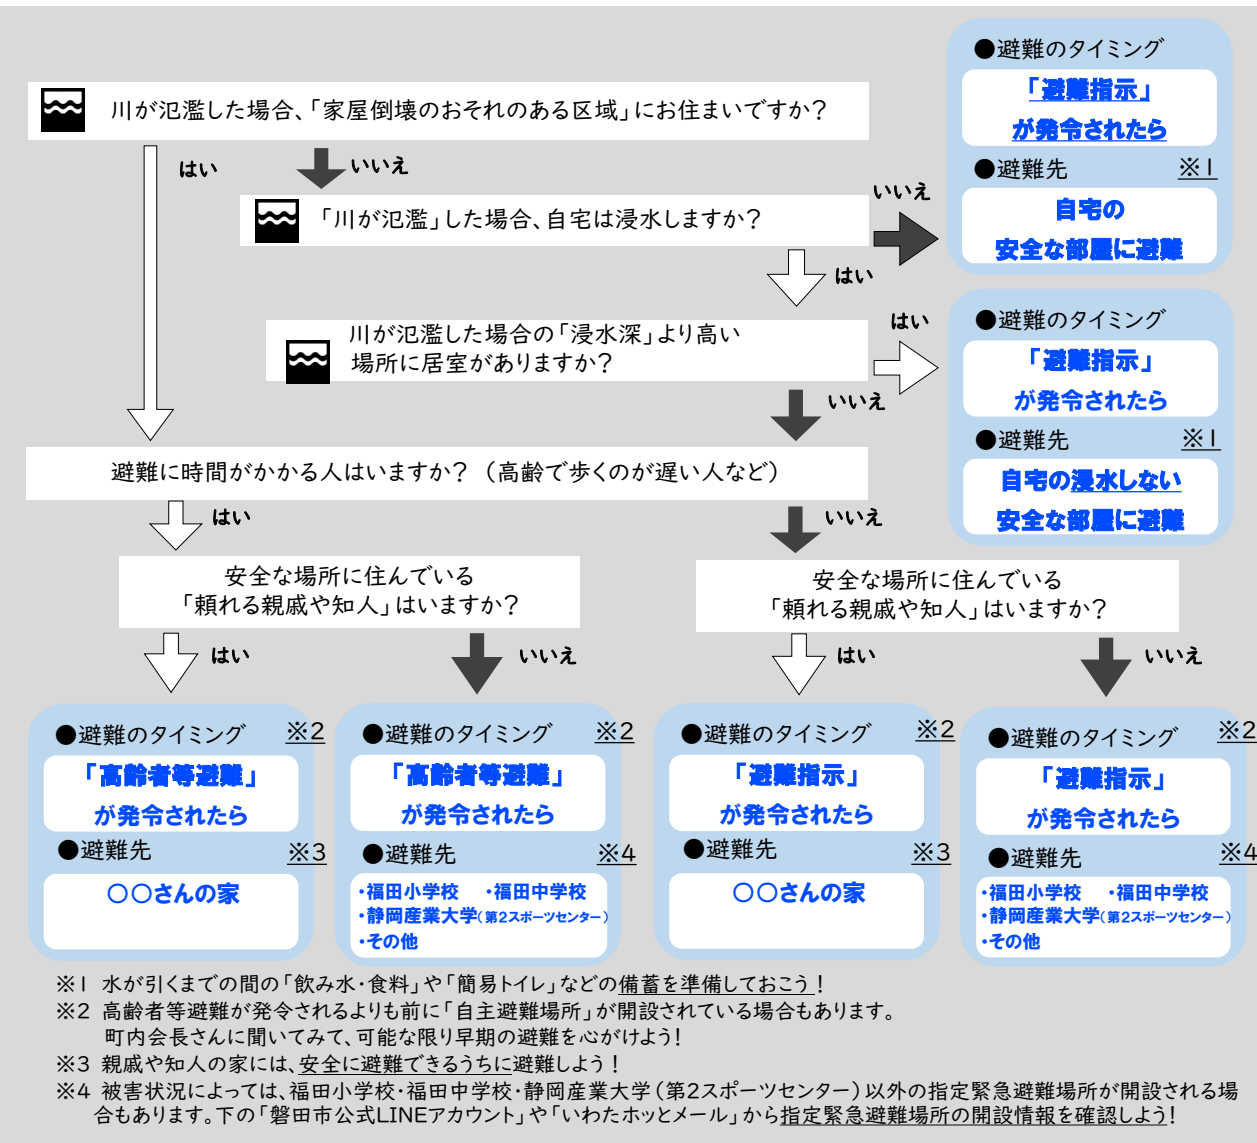 川が氾濫した場合、「家屋倒壊のおそれのある区域」にお住まいですか？
はい
いいえ
「川が氾濫」した場合、自宅は浸水しますか？
いいえ
はい
●避難のタイミング
「避難指示」
が発令されたら
●避難先
※1
自宅の
安全な部屋に避難
川が氾濫した場合の「浸水深」より高い
場所に居室がありますか？
はい
いいえ
●避難のタイミング
「避難指示」
が発令されたら
●避難先
※1
自宅の浸水しない
安全な部屋に避難
避難に時間がかかる人はいますか？（高齢で歩くのが遅い人など）
はい
いいえ
安全な場所に住んでいる
「頼れる親戚や知人」はいますか？
はい
いいえ
安全な場所に住んでいる
「頼れる親戚や知人」はいますか？
はい
いいえ
●避難のタイミング
※2
「高齢者等避難」
が発令されたら
●避難先
※3
〇〇さんの家
●避難のタイミング
※2
「高齢者等避難」
が発令されたら
●避難先
※4
・福田小学校　・福田中学校
・静岡産業大学（第2スポーツセンター）
・その他
●避難のタイミング
※2
「避難指示」
が発令されたら
●避難先
※3
〇〇さんの家
●避難のタイミング
※2
「避難指示」
が発令されたら
●避難先
※4
・福田小学校　・福田中学校
・静岡産業大学（第2スポーツセンター）
・その他
※1 水が引くまでの間の「飲み水・食料」や「簡易トイレ」などの備蓄を準備しておこう！
※2 高齢者等避難が発令されるよりも前に「自主避難場所」が開設されている場合もあります。
町内会長さんに聞いてみて、可能な限り早期の避難を心がけよう！
※3 親戚や知人の家には、安全に避難できるうちに避難しよう！
※4 被害状況によっては、福田小学校・福田中学校・静岡産業大学（第2スポーツセンター）以外の指定緊急避難場所が開設される場
合もあります。下の「磐田市公式LINEアカウント」や「いわたホッとメール」から指定緊急避難場所の開設情報を確認しよう！